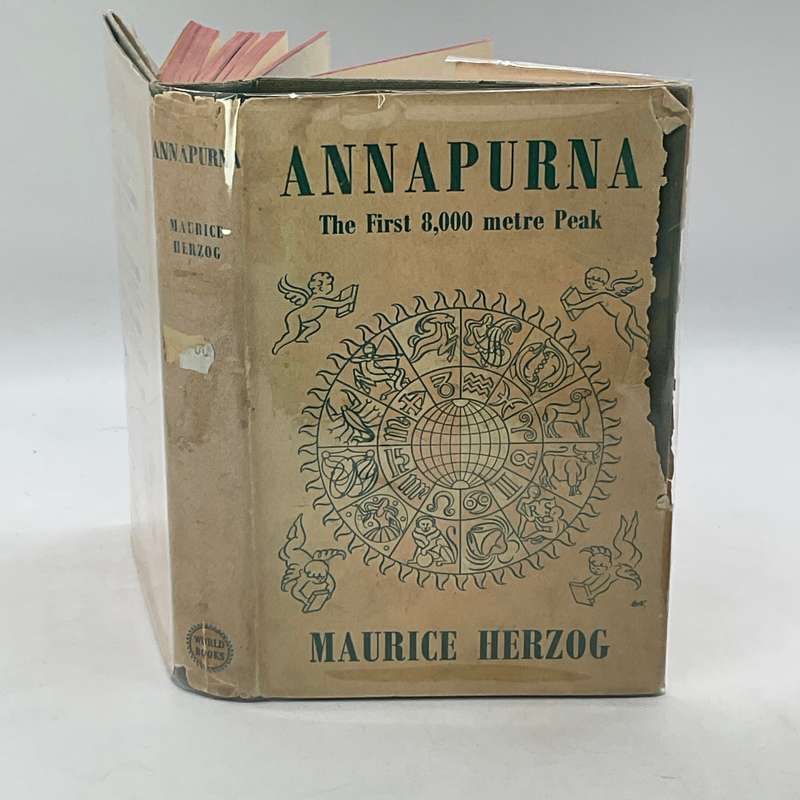 ANNAPURNA
The First 8,000 metre Peak
MAURICE HERZOG
ANNAPURNA
MAURICE
HERZOG
WORLD
BOOKS